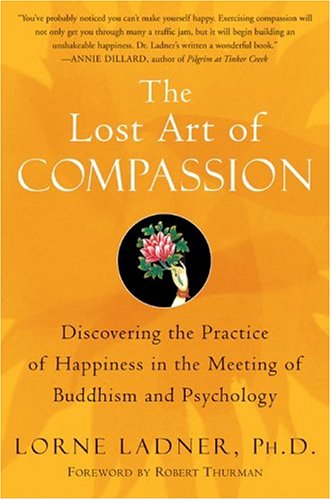 "You've probably noticed you can't make yourself happy. Exercising compassion
will not only get you through many a traffic jam, but it will begin building an
unshakeable happiness. Dr. Ladner's written a wonderful book."
—ANNIE DILLARD, author of Pilgrim at Tinker Creek
The
Lost Art of
COMPASSION
Discovering the Practice
of Happiness in the Meeting of
Buddhism and Psychology
LORNE LADNER, PH.D.
FOREWORD BY ROBERT THURMAN